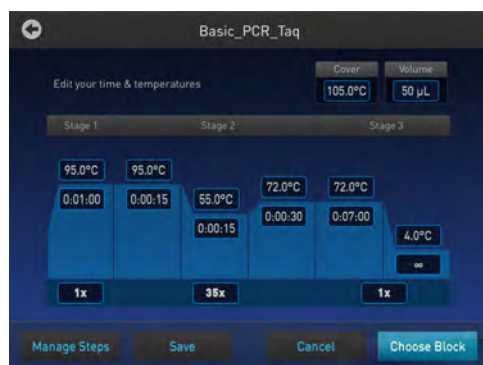 Basic_PCR_Taq
Cover Volume
Edit your time & temperatures 105.0°C 50 µL
Stage 1 Stage 2 Stage 3
95.0°C 95.0°C 55.0°C 72.0°C 72.0°C 4.0°C
0:01:00 0:00:15 0:00:15 0:00:30 0:07:00 ∞
1x 35x 1x
Manage Steps Save Cancel Choose Block